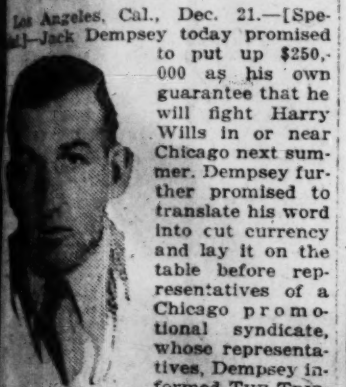 Los Angeles, Cal., Dec. 21.—[Spe-
]—Jack Dempsey today promised
to put up $250,-
000 as his own
guarantee that he
will fight Harry
Wills in or near
Chicago next sum-
mer. Dempsey fur-
ther promised to
translate his word
into cut currency
and lay it on the
table before rep-
resentatives of a
Chicago promo-
tional syndicate,
whose representa-
tives, Dempsey in-
formed